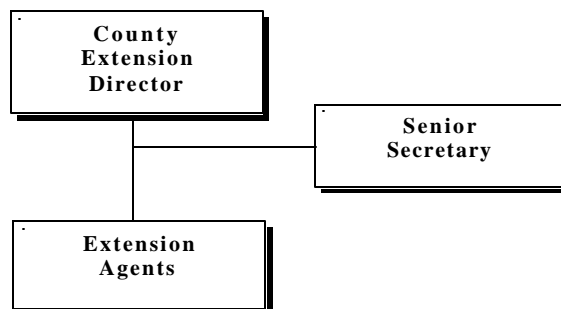 County
Extension
Director
Senior
Secretary
Extension
Agents